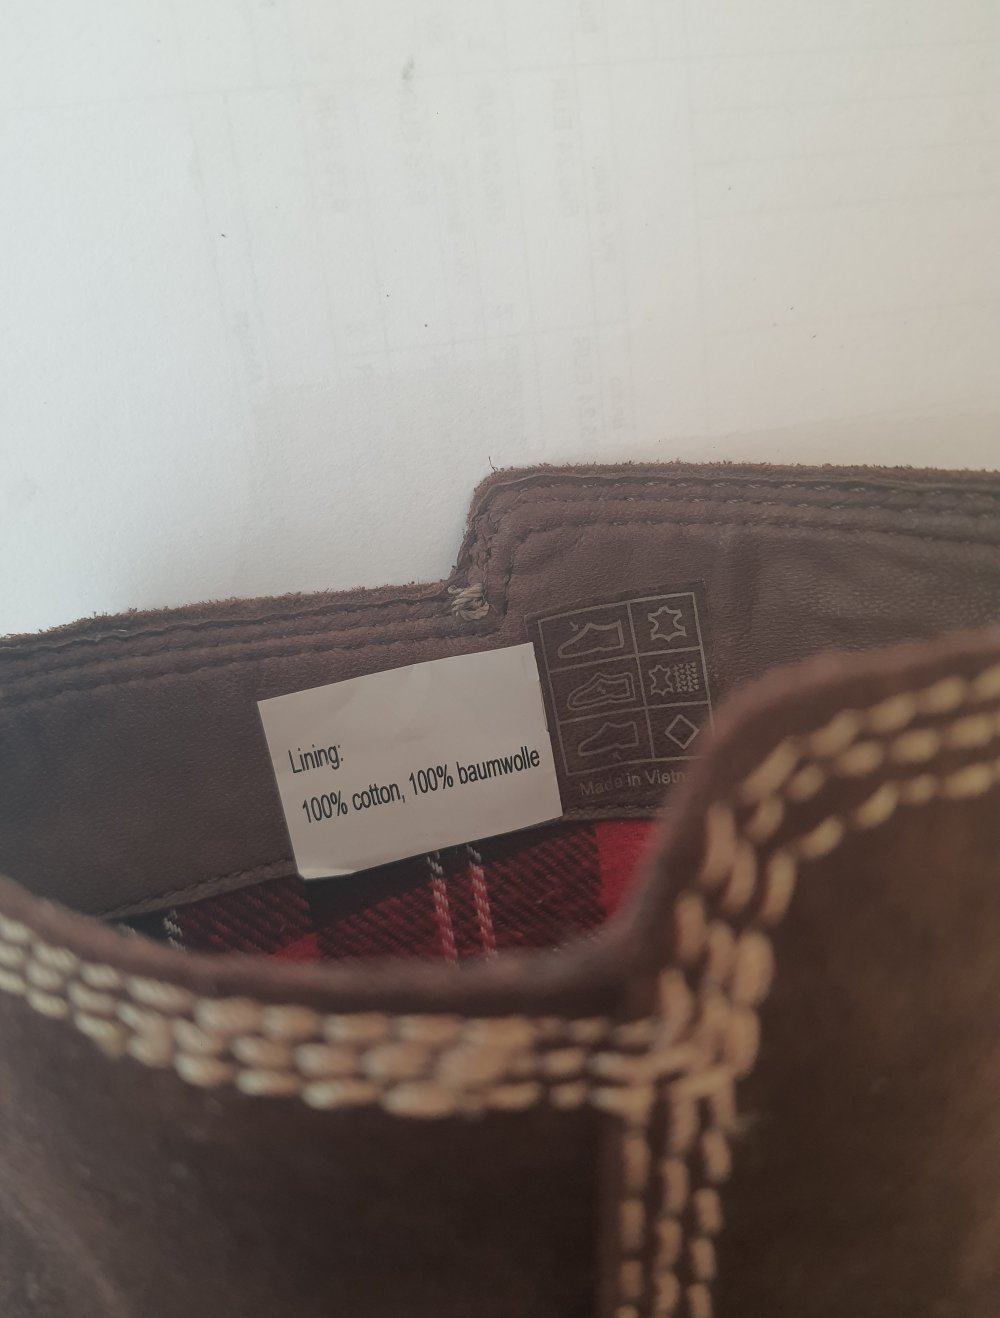 Lining:
100% cotton, 100% baumwolle
Made in Vietna